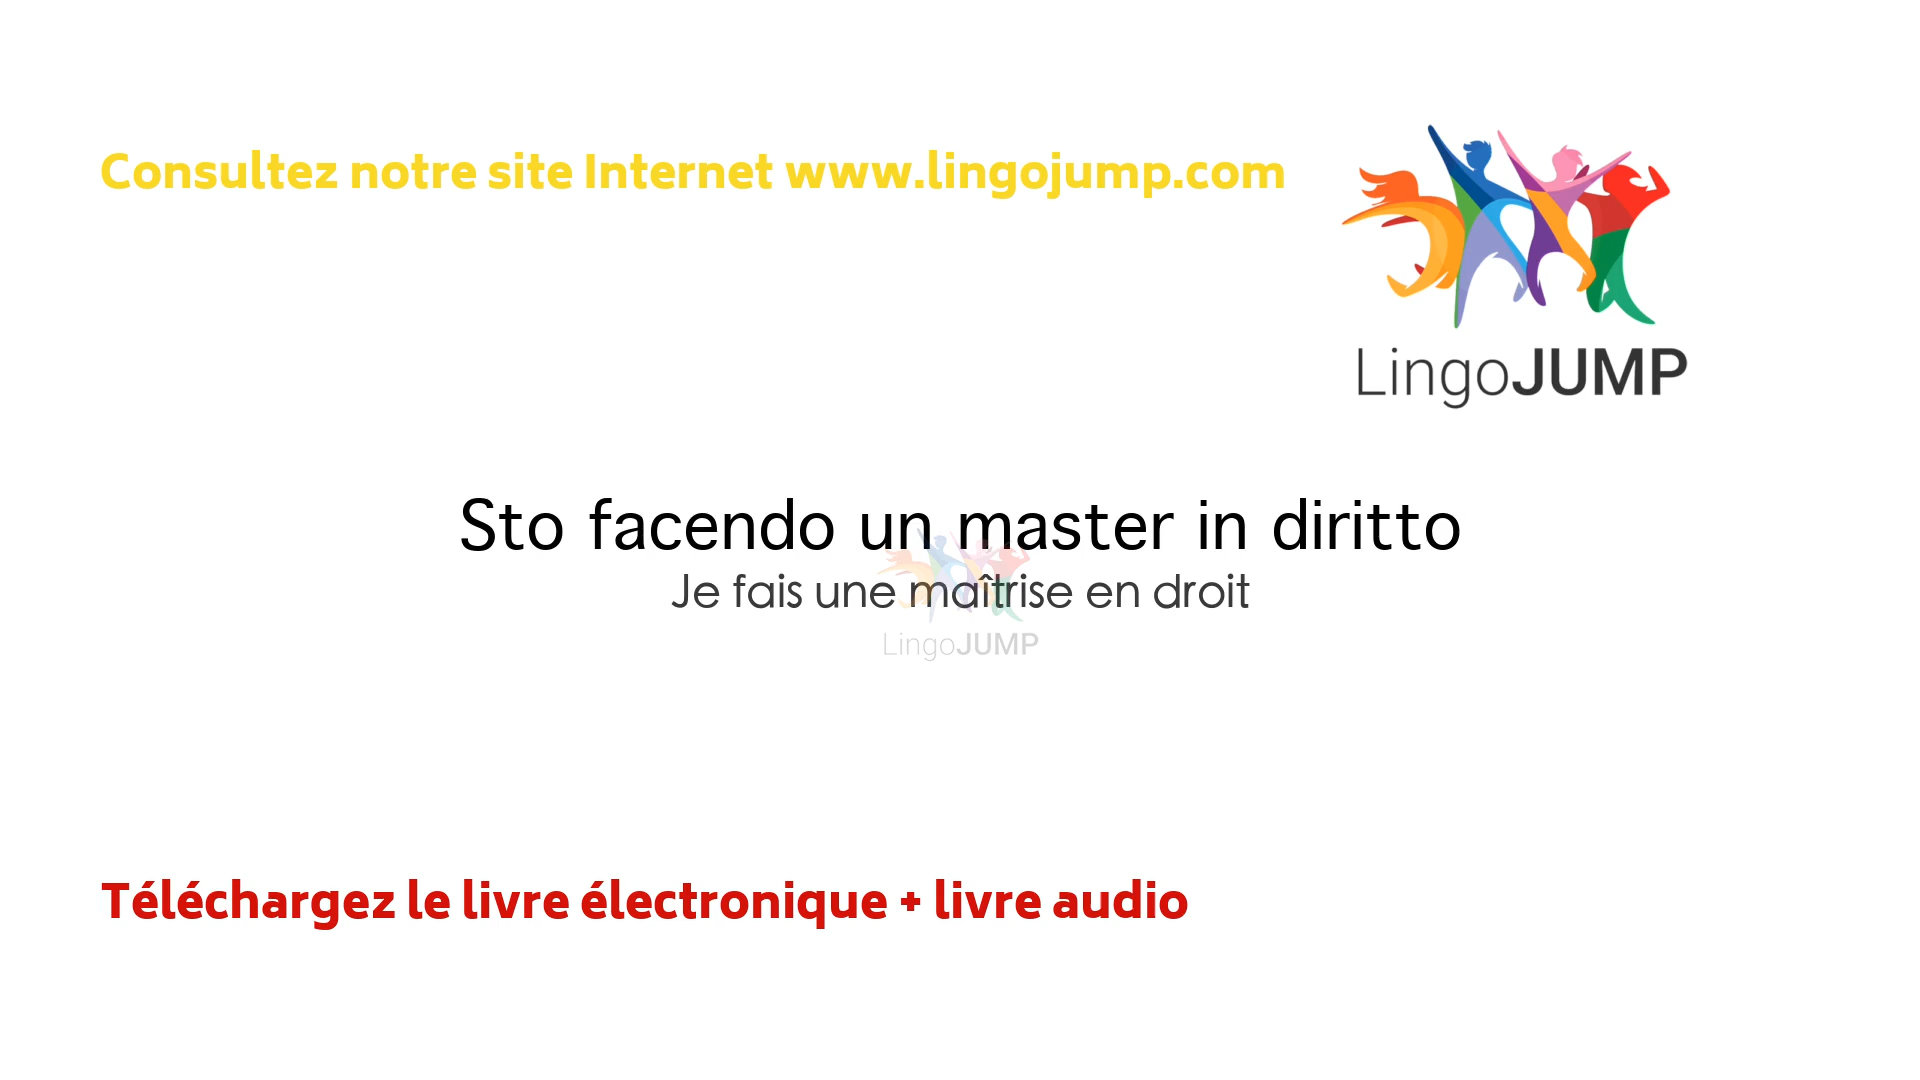 Consultez notre site Internet www.lingojump.com
LingoJUMP
Sto facendo un master in diritto
Je fais une maîtrise en droit
LingoJUMP
Téléchargez le livre électronique + livre audio